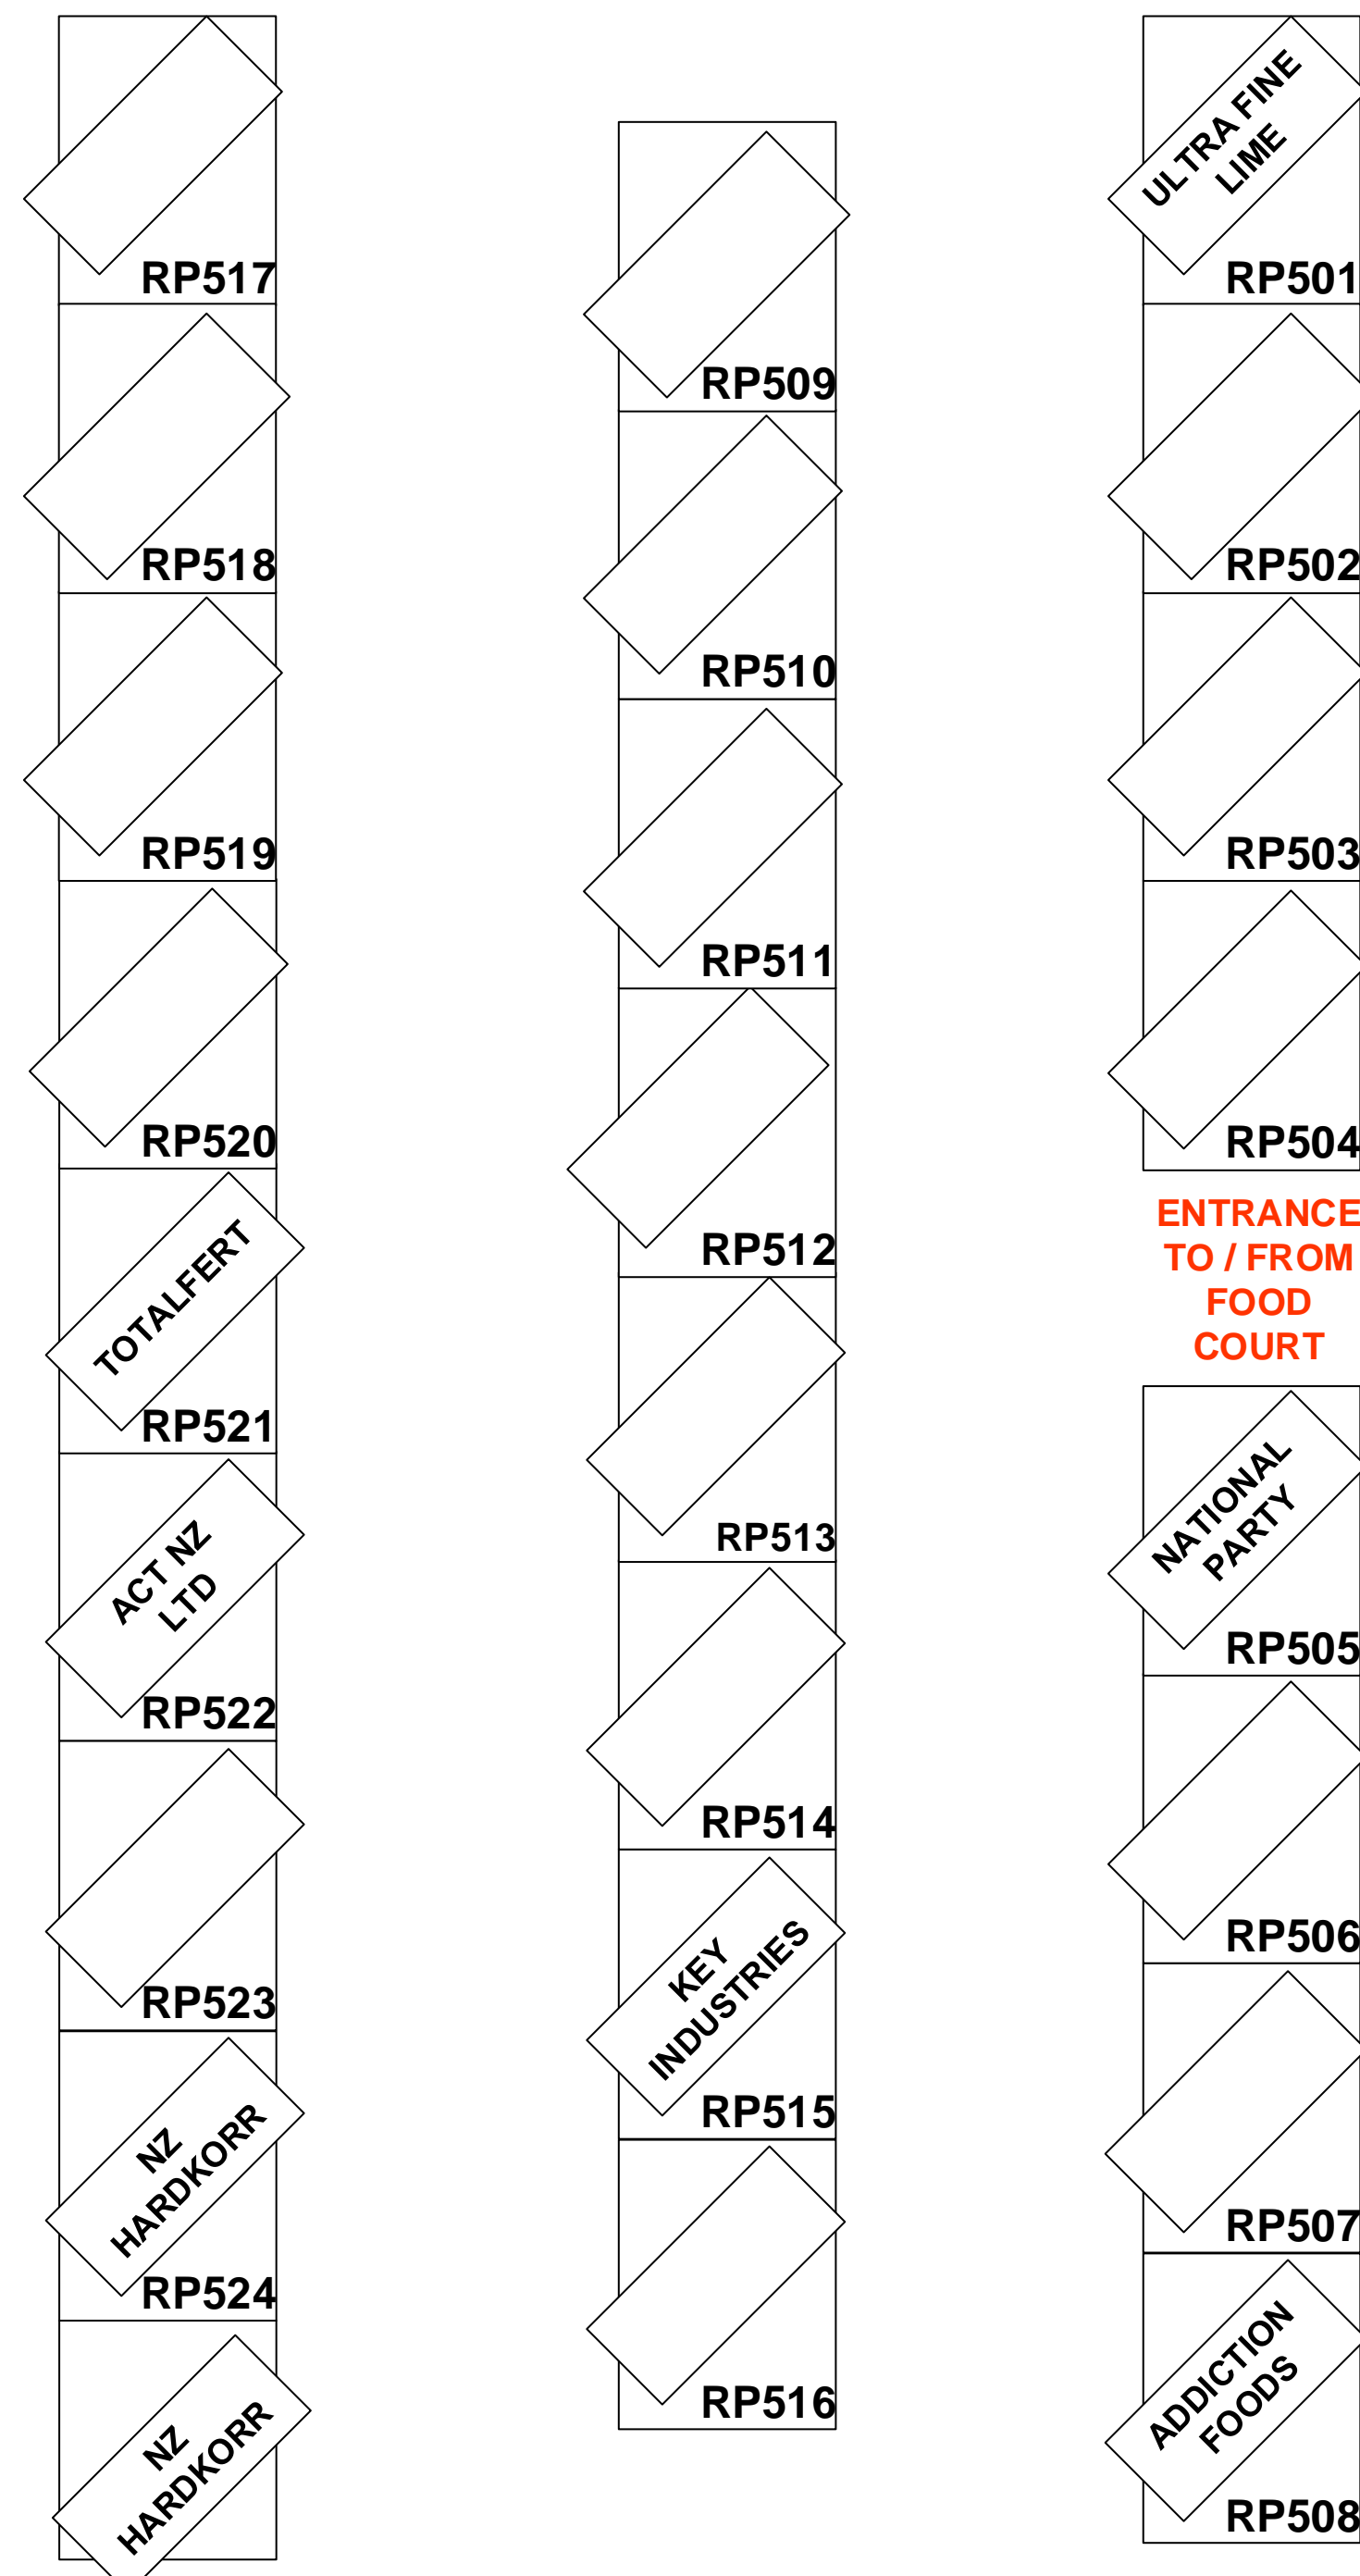 RP517
RP518
RP519
RP520
TOTALFERT
RP521
ACT NZ
LTD
RP522
RP523
NZ
HARDKORR
RP524
NZ
HARDKORR
RP509
RP510
RP511
RP512
RP513
RP514
KEY
INDUSTRIES
RP515
RP516
ULTRA FINE
LIME
RP501
RP502
RP503
RP504
ENTRANCE
TO / FROM
FOOD
COURT
NATIONAL
PARTY
RP505
RP506
RP507
ADDICTION
FOODS
RP508